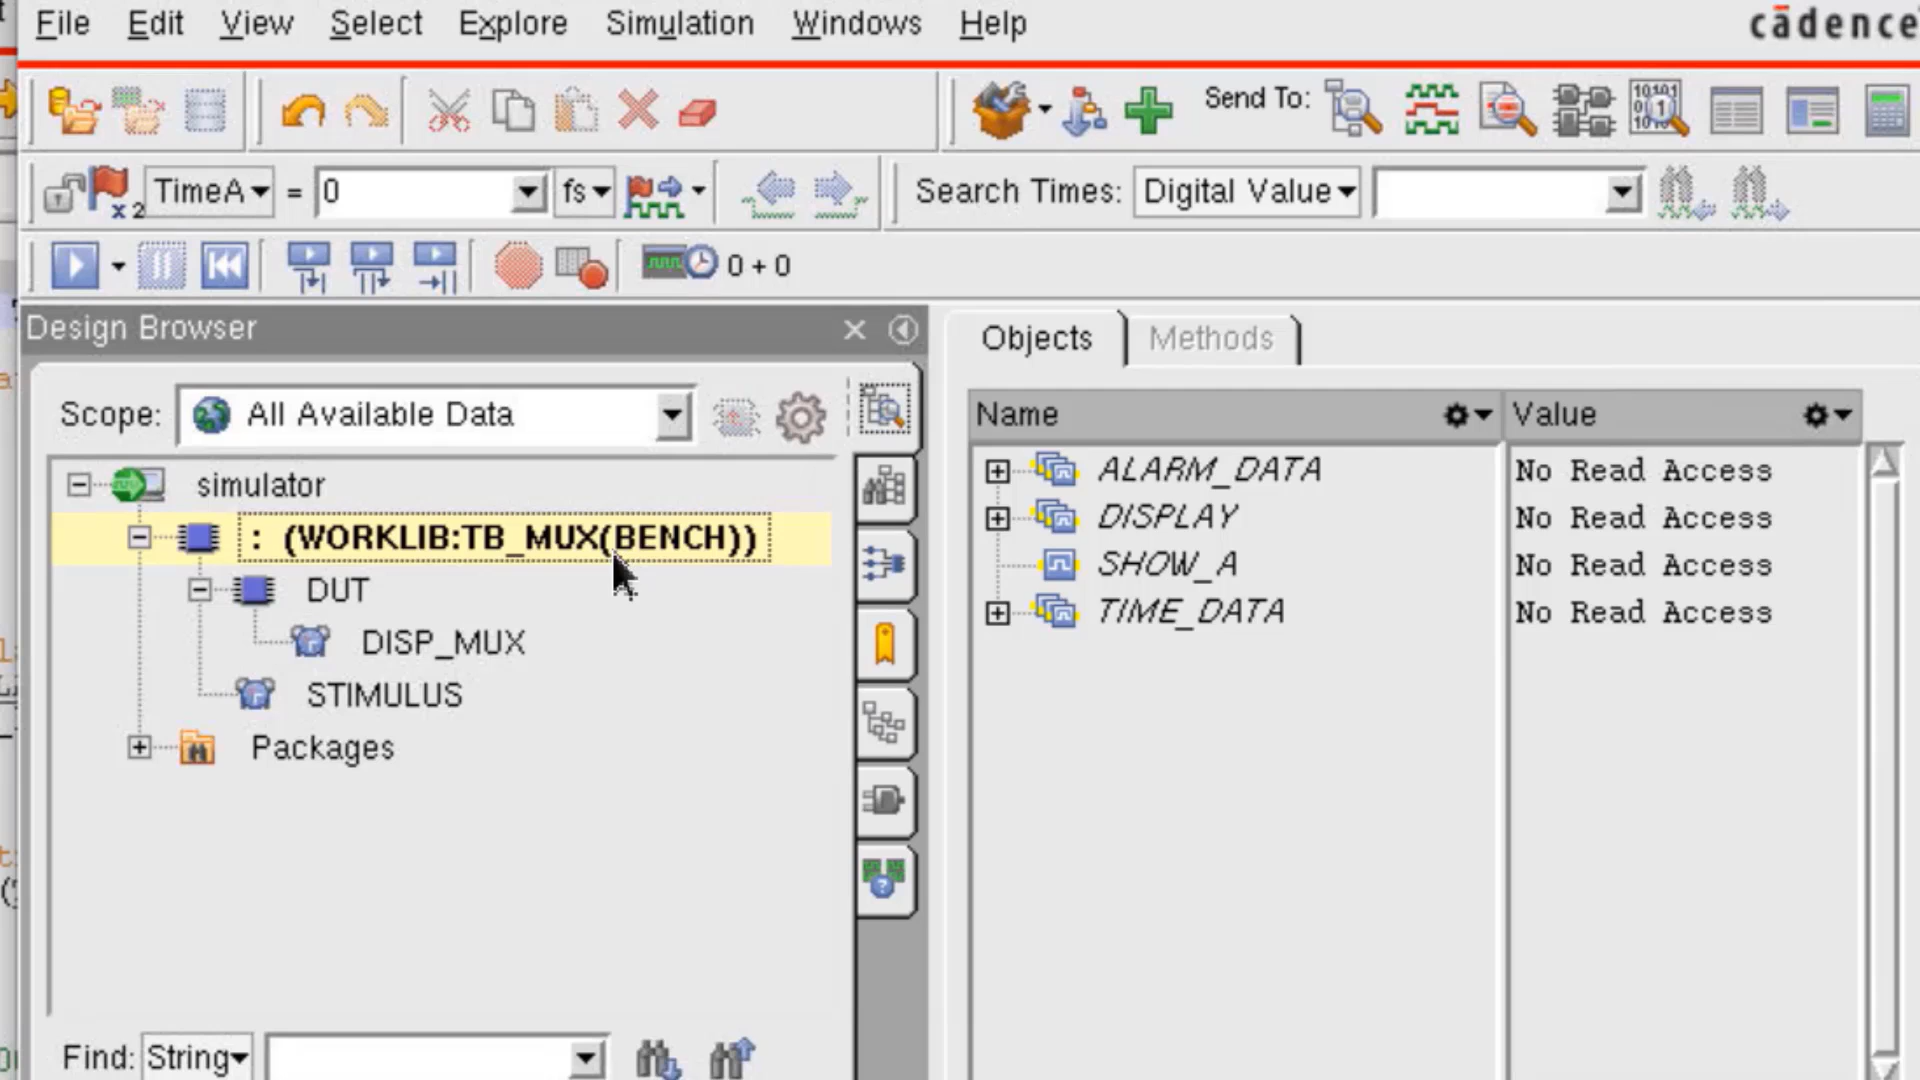 File Edit View Select Explore Simulation Windows Help
cādence
Send To:
TimeA = 0 fs
x2
Search Times: Digital Value
0 + 0
Design Browser
Scope: All Available Data
simulator
: (WORKLIB:TB_MUX(BENCH))
DUT
DISP_MUX
STIMULUS
Packages
Find: String
Objects Methods
Name Value
ALARM_DATA No Read Access
DISPLAY No Read Access
SHOW_A No Read Access
TIME_DATA No Read Access